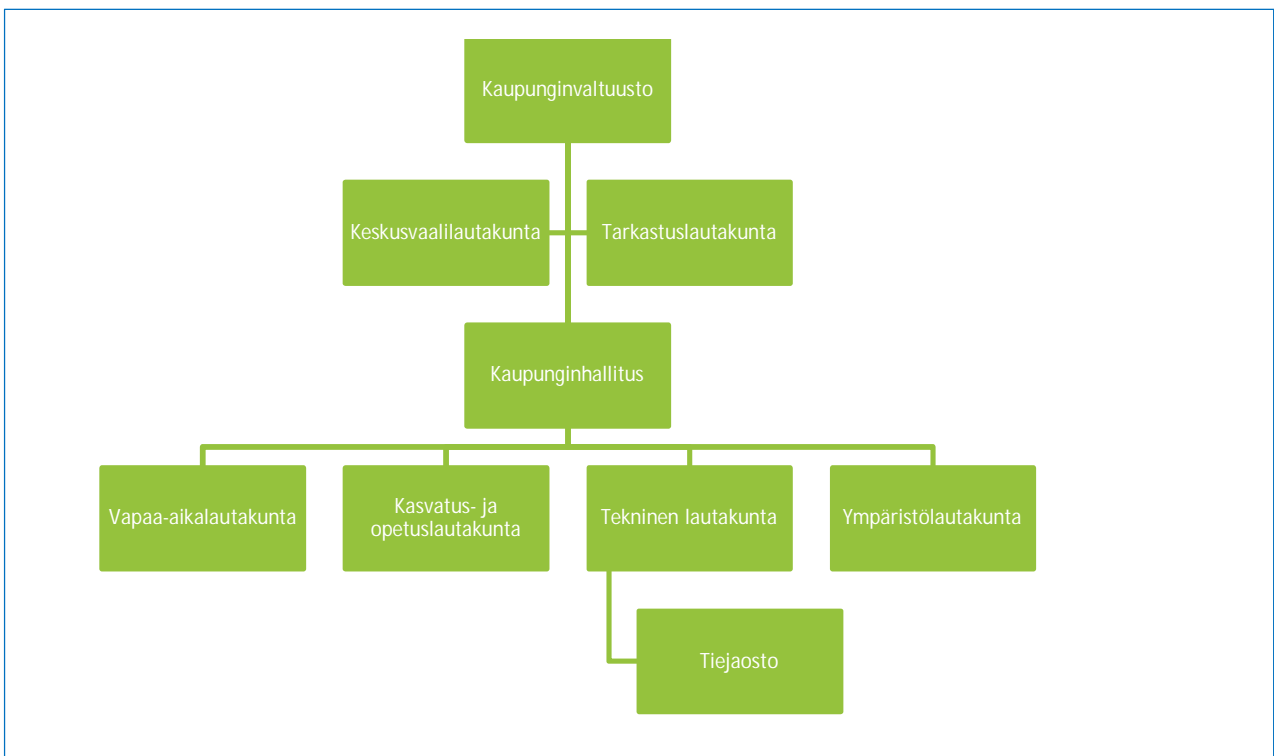 Kaupunginvaltuusto
Keskusvaalilautakunta
Tarkastuslautakunta
Kaupunginhallitus
Vapaa-aikalautakunta
Kasvatus- ja
opetuslautakunta
Tekninen lautakunta
Ympäristölautakunta
Tiejaosto